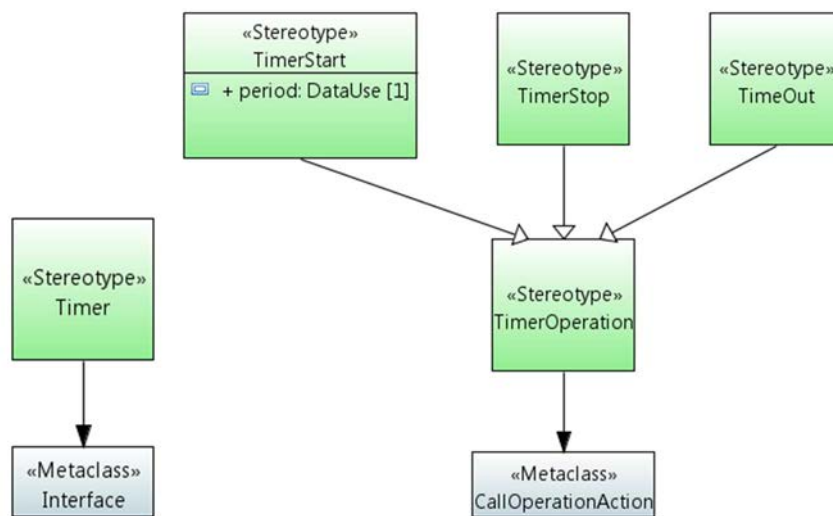 «Stereotype»
TimerStart
+ period: DataUse [1]
«Stereotype»
TimerStop
«Stereotype»
TimeOut
«Stereotype»
Timer
«Stereotype»
TimerOperation
«Metaclass»
Interface
«Metaclass»
CallOperationAction